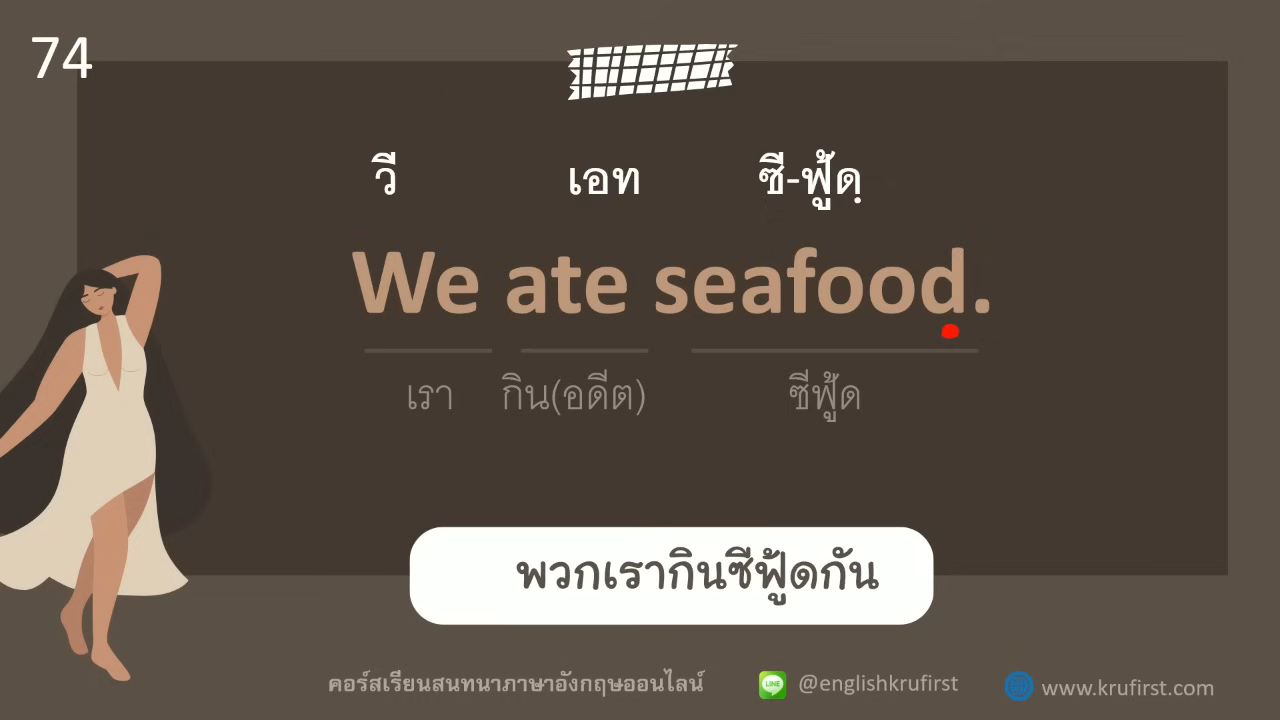 74
วี เอท ซี-ฟู้ดฺ
We ate seafood.
เรา กิน(อดีต) ซีฟู้ด
พวกเรากินซีฟู้ดกัน
คอร์สเรียนสนทนาภาษาอังกฤษออนไลน์ LINE @englishkrufirst www.krufirst.com